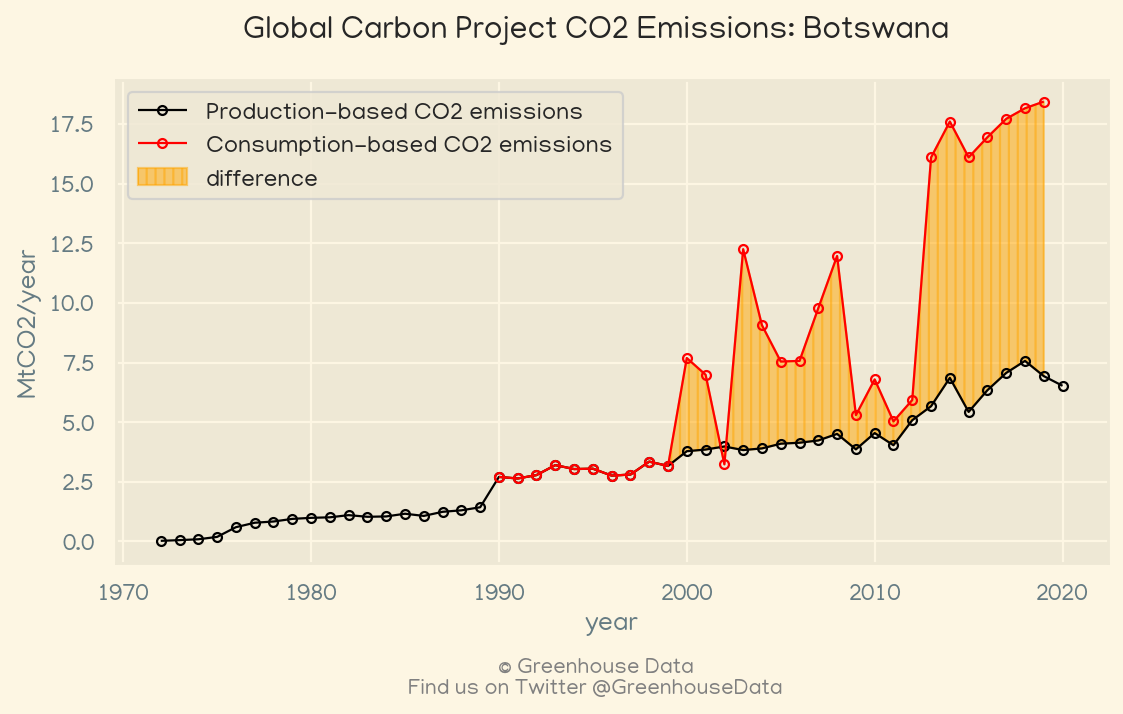 Global Carbon Project CO2 Emissions: Botswana
Production-based CO2 emissions
Consumption-based CO2 emissions
difference
MtCO2/year
17.5
15.0
12.5
10.0
7.5
5.0
2.5
0.0
1970 1980 1990 2000 2010 2020
year
© Greenhouse Data
Find us on Twitter @GreenhouseData